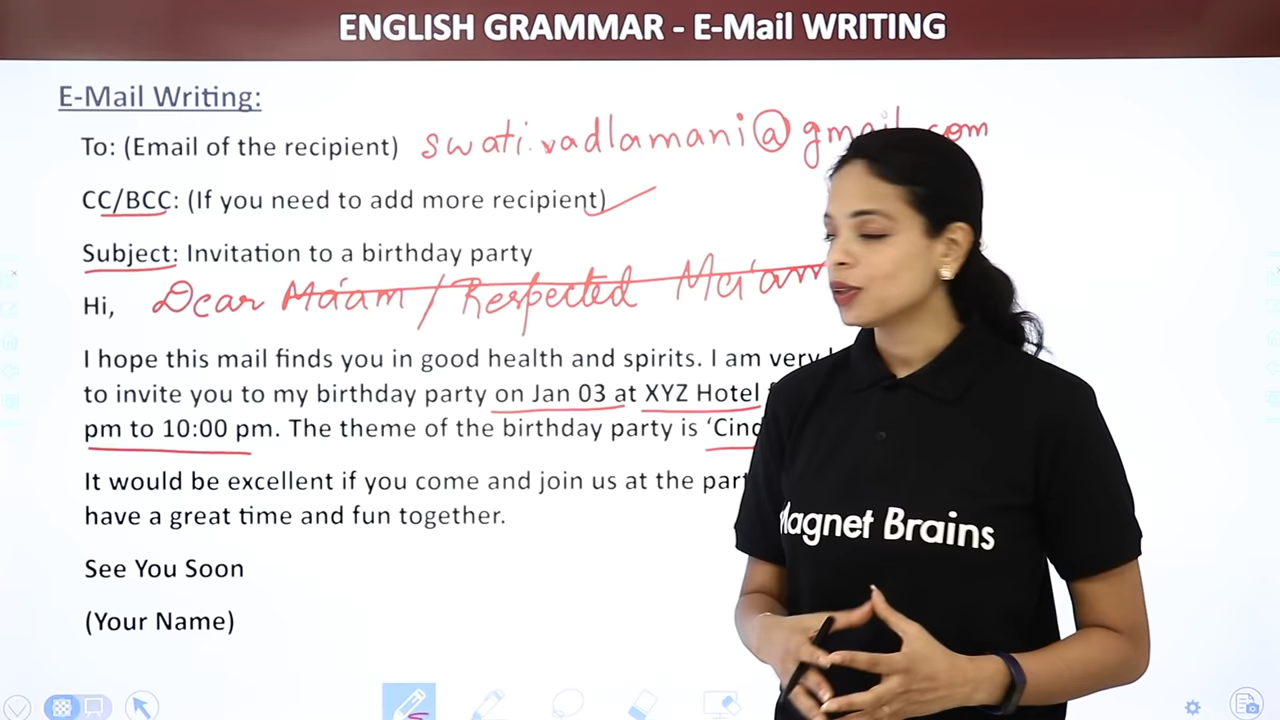 ENGLISH GRAMMAR - E-Mail WRITING
E-Mail Writing:
To: (Email of the recipient) swati.vadlamani@gmail.com
CC/BCC: (If you need to add more recipient)
Subject: Invitation to a birthday party
Hi, Dear Ma'am / Respected Ma'am
I hope this mail finds you in good health and spirits. I am very
to invite you to my birthday party on Jan 03 at XYZ Hotel
pm to 10:00 pm. The theme of the birthday party is
It would be excellent if you come and join us at the
have a great time and fun together.
See You Soon
(Your Name)
Magnet Brains